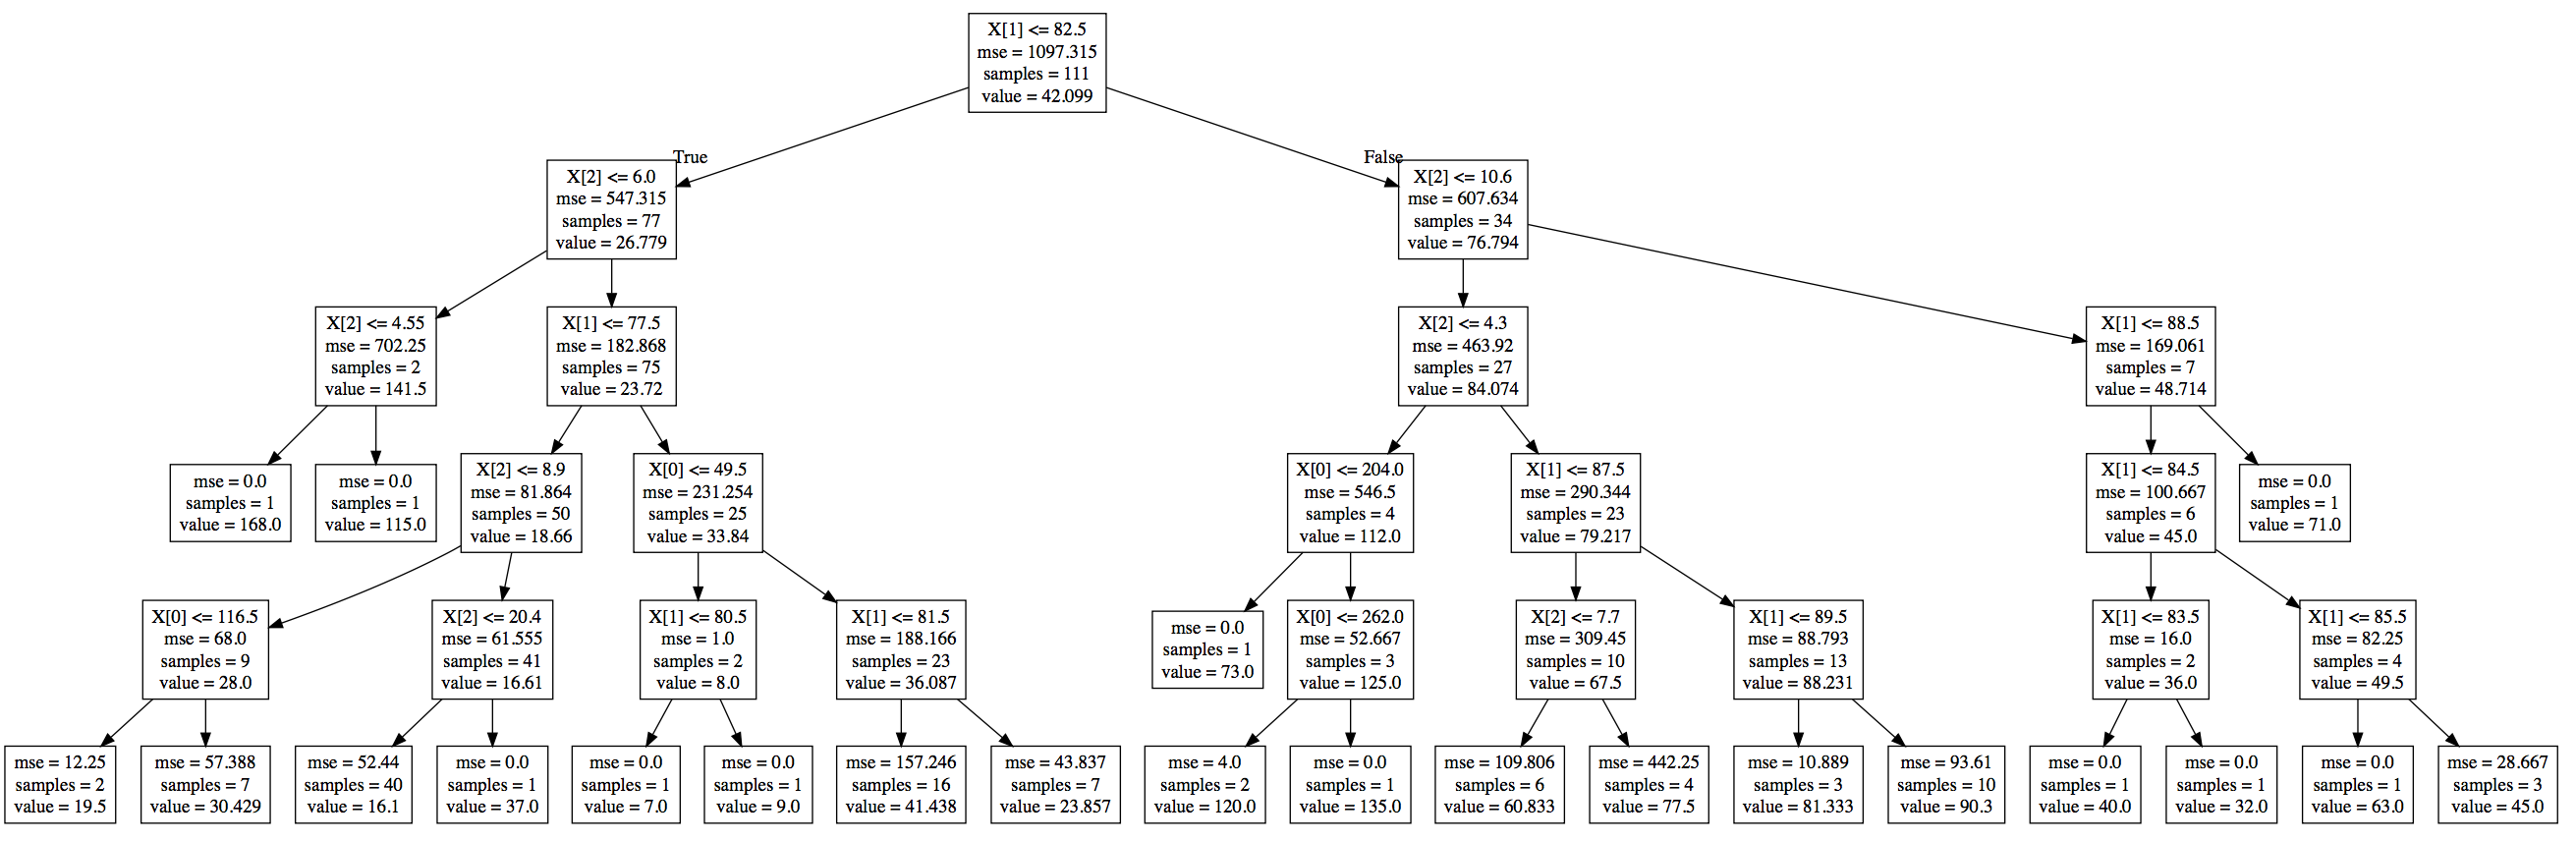 X[1] <= 82.5
mse = 1097.315
samples = 111
value = 42.099
True
False
X[2] <= 6.0
mse = 547.315
samples = 77
value = 26.779
X[2] <= 10.6
mse = 607.634
samples = 34
value = 76.794
X[2] <= 4.55
mse = 702.25
samples = 2
value = 141.5
X[1] <= 77.5
mse = 182.868
samples = 75
value = 23.72
X[2] <= 4.3
mse = 463.92
samples = 27
value = 84.074
X[1] <= 88.5
mse = 169.061
samples = 7
value = 48.714
mse = 0.0
samples = 1
value = 168.0
mse = 0.0
samples = 1
value = 115.0
X[2] <= 8.9
mse = 81.864
samples = 50
value = 18.66
X[0] <= 49.5
mse = 231.254
samples = 25
value = 33.84
X[0] <= 204.0
mse = 546.5
samples = 4
value = 112.0
X[1] <= 87.5
mse = 290.344
samples = 23
value = 79.217
X[1] <= 84.5
mse = 100.667
samples = 6
value = 45.0
mse = 0.0
samples = 1
value = 71.0
X[0] <= 116.5
mse = 68.0
samples = 9
value = 28.0
X[2] <= 20.4
mse = 61.555
samples = 41
value = 16.61
X[1] <= 80.5
mse = 1.0
samples = 2
value = 8.0
X[1] <= 81.5
mse = 188.166
samples = 23
value = 36.087
mse = 0.0
samples = 1
value = 73.0
X[0] <= 262.0
mse = 52.667
samples = 3
value = 125.0
X[2] <= 7.7
mse = 309.45
samples = 10
value = 67.5
X[1] <= 89.5
mse = 88.793
samples = 13
value = 88.231
X[1] <= 83.5
mse = 16.0
samples = 2
value = 36.0
X[1] <= 85.5
mse = 82.25
samples = 4
value = 49.5
mse = 12.25
samples = 2
value = 19.5
mse = 57.388
samples = 7
value = 30.429
mse = 52.44
samples = 40
value = 16.1
mse = 0.0
samples = 1
value = 37.0
mse = 0.0
samples = 1
value = 7.0
mse = 0.0
samples = 1
value = 9.0
mse = 157.246
samples = 16
value = 41.438
mse = 43.837
samples = 7
value = 23.857
mse = 4.0
samples = 2
value = 120.0
mse = 0.0
samples = 1
value = 135.0
mse = 109.806
samples = 6
value = 60.833
mse = 442.25
samples = 4
value = 77.5
mse = 10.889
samples = 3
value = 81.333
mse = 93.61
samples = 10
value = 90.3
mse = 0.0
samples = 1
value = 40.0
mse = 0.0
samples = 1
value = 32.0
mse = 0.0
samples = 1
value = 63.0
mse = 28.667
samples = 3
value = 45.0